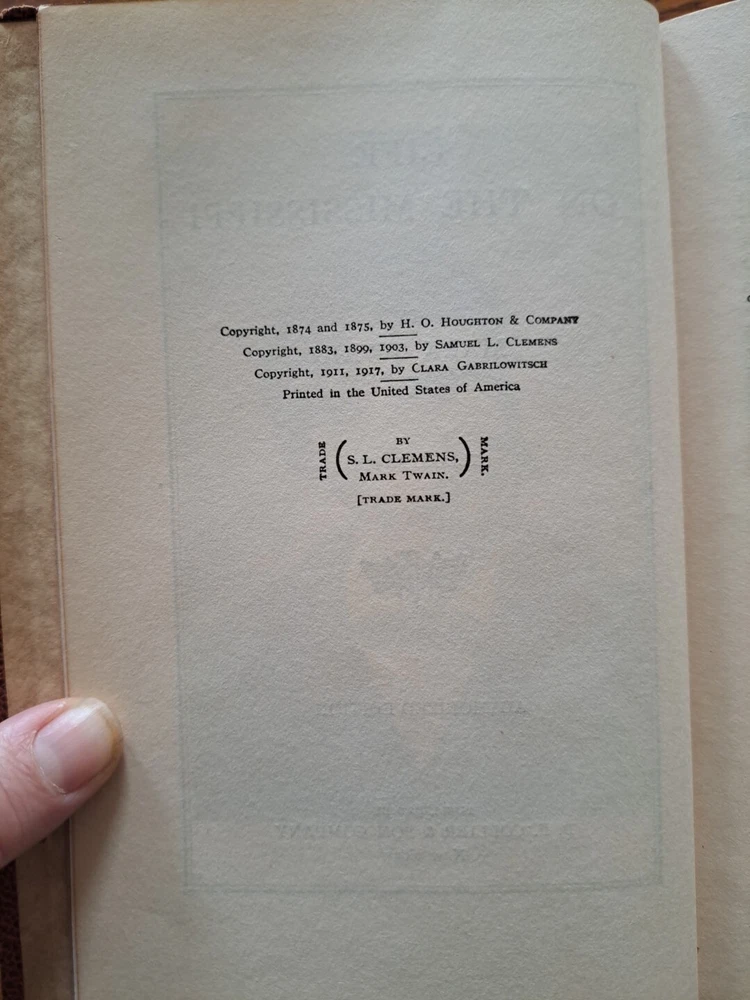 Copyright, 1874 and 1875, by H. O. HOUGHTON & COMPANY
Copyright, 1883, 1899, 1903, by SAMUEL L. CLEMENS
Copyright, 1911, 1917, by CLARA GABRILOWITSCH
Printed in the United States of America
TRADE
BY
S. L. CLEMENS,
MARK TWAIN.
MARK.
[TRADE MARK.]